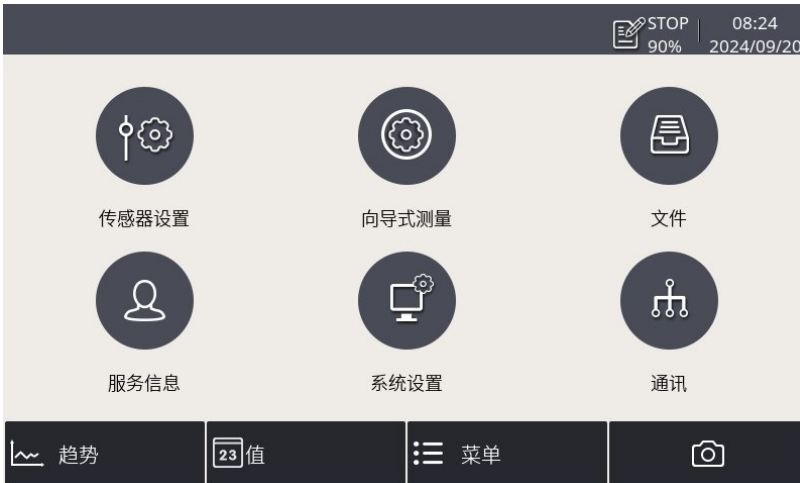 STOP 08:24
90% 2024/09/20
传感器设置 向导式测量 文件
服务信息 系统设置 通讯
趋势 23 值 菜单